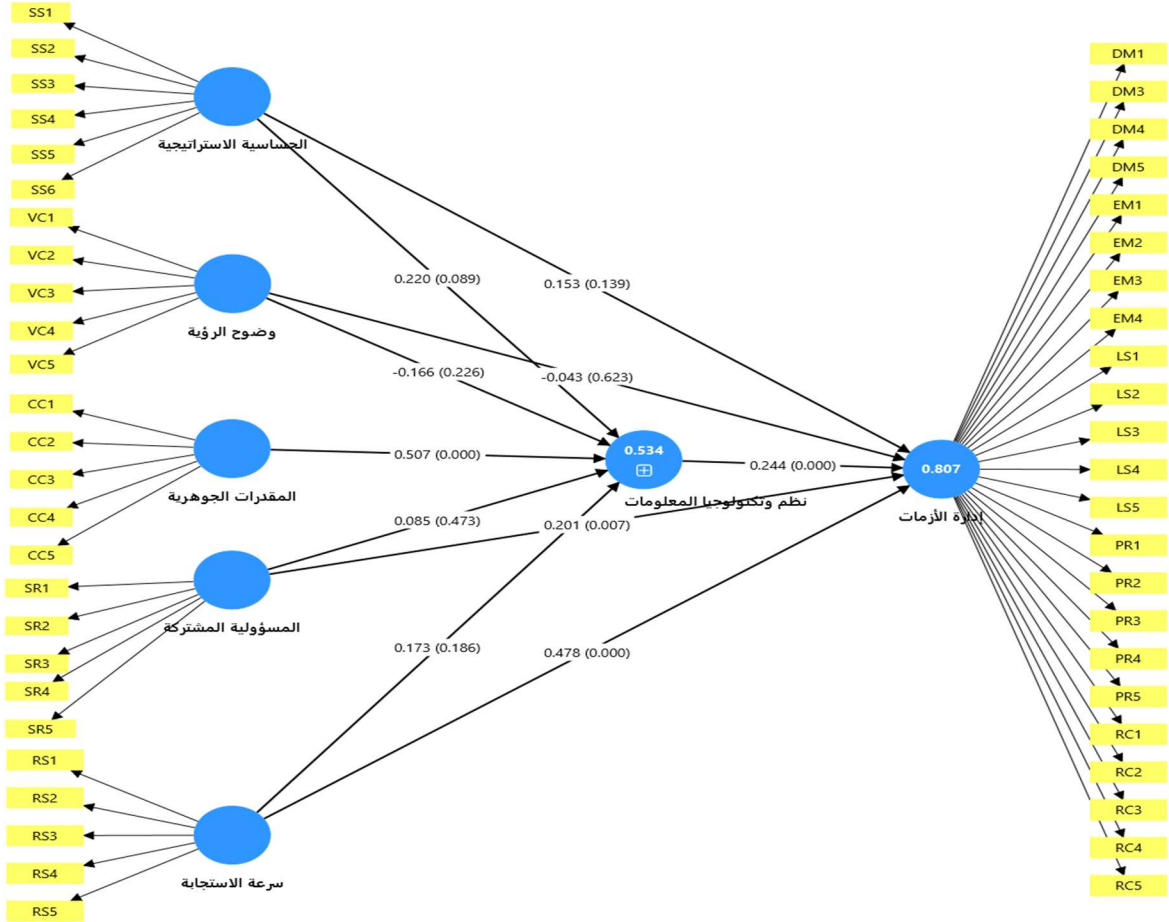 SS1
SS2
SS3
SS4
SS5
SS6
الحساسية الاستراتيجية
VC1
VC2
VC3
VC4
VC5
وضوح الرؤية
CC1
CC2
CC3
CC4
CC5
المقدرات الجوهرية
SR1
SR2
SR3
SR4
SR5
المسؤولية المشتركة
RS1
RS2
RS3
RS4
RS5
سرعة الاستجابة
0.220 (0.089)
0.153 (0.139)
-0.166 (0.226)
-0.043 (0.623)
0.507 (0.000)
0.085 (0.473)
0.201 (0.007)
0.173 (0.186)
0.478 (0.000)
0.534
نظم وتكنولوجيا المعلومات
0.244 (0.000)
0.807
إدارة الأزمات
DM1
DM3
DM4
DM5
EM1
EM2
EM3
EM4
LS1
LS2
LS3
LS4
LS5
PR1
PR2
PR3
PR4
PR5
RC1
RC2
RC3
RC4
RC5